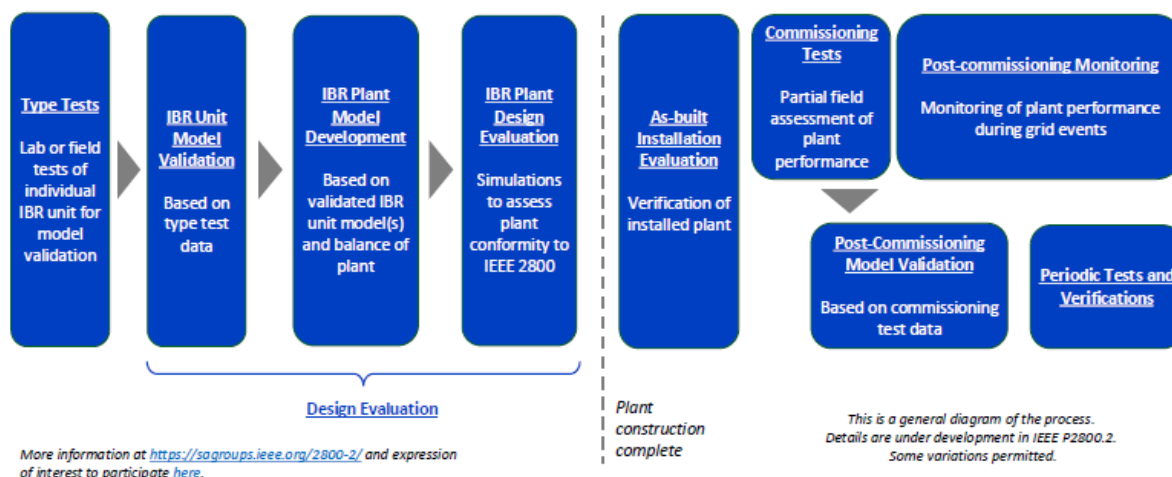 Type Tests
Lab or field
tests of
individual
IBR unit for
model
validation
IBR Unit
Model
Validation
Based on
type test
data
IBR Plant
Model
Development
Based on
validated IBR
unit model(s)
and balance of
plant
IBR Plant
Design
Evaluation
Simulations
to assess
plant
conformity to
IEEE 2800
Design Evaluation
More information at https://sagroups.ieee.org/2800-2/ and expression
of interest to participate here.
As-built
Installation
Evaluation
Verification of
installed plant
Plant
construction
complete
Commissioning
Tests
Partial field
assessment of
plant
performance
Post-commissioning Monitoring
Monitoring of plant performance
during grid events
Post-Commissioning
Model Validation
Based on commissioning
test data
Periodic Tests and
Verifications
This is a general diagram of the process.
Details are under development in IEEE P2800.2.
Some variations permitted.